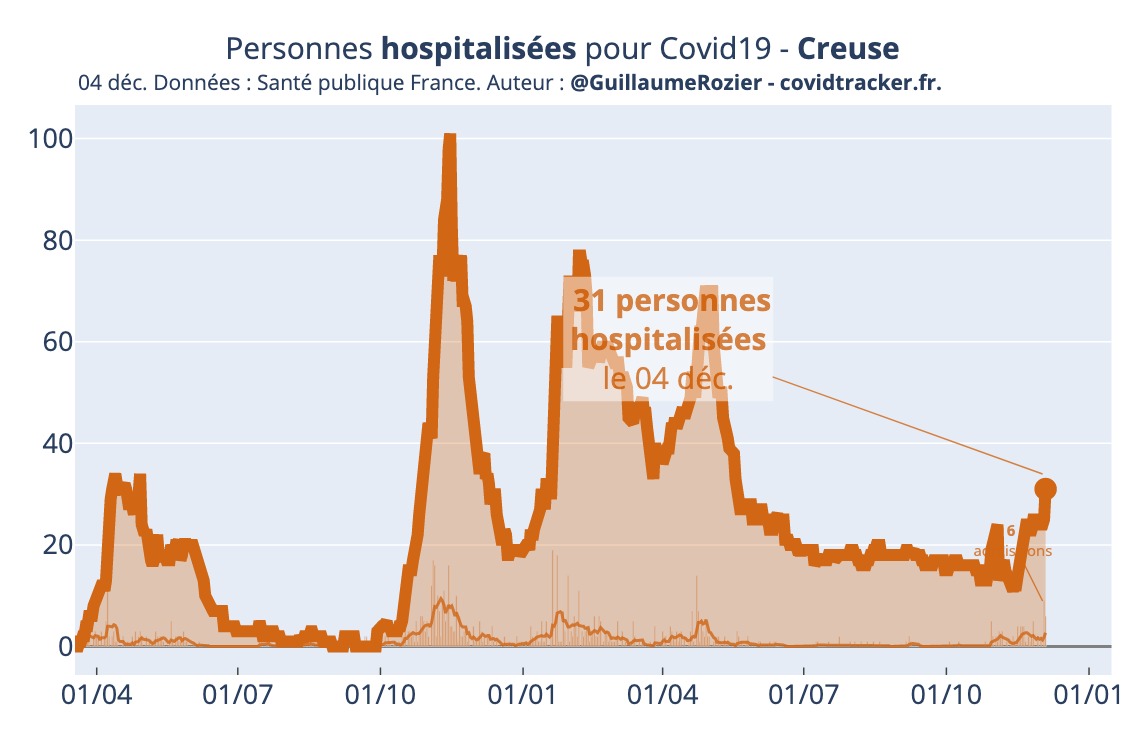 Personnes hospitalisées pour Covid19 - Creuse
04 déc. Données : Santé publique France. Auteur : @GuillaumeRozier - covidtracker.fr.
100
80
60
40
20
0
31 personnes
hospitalisées
le 04 déc.
6
admissions
01/04 01/07 01/10 01/01 01/04 01/07 01/10 01/01